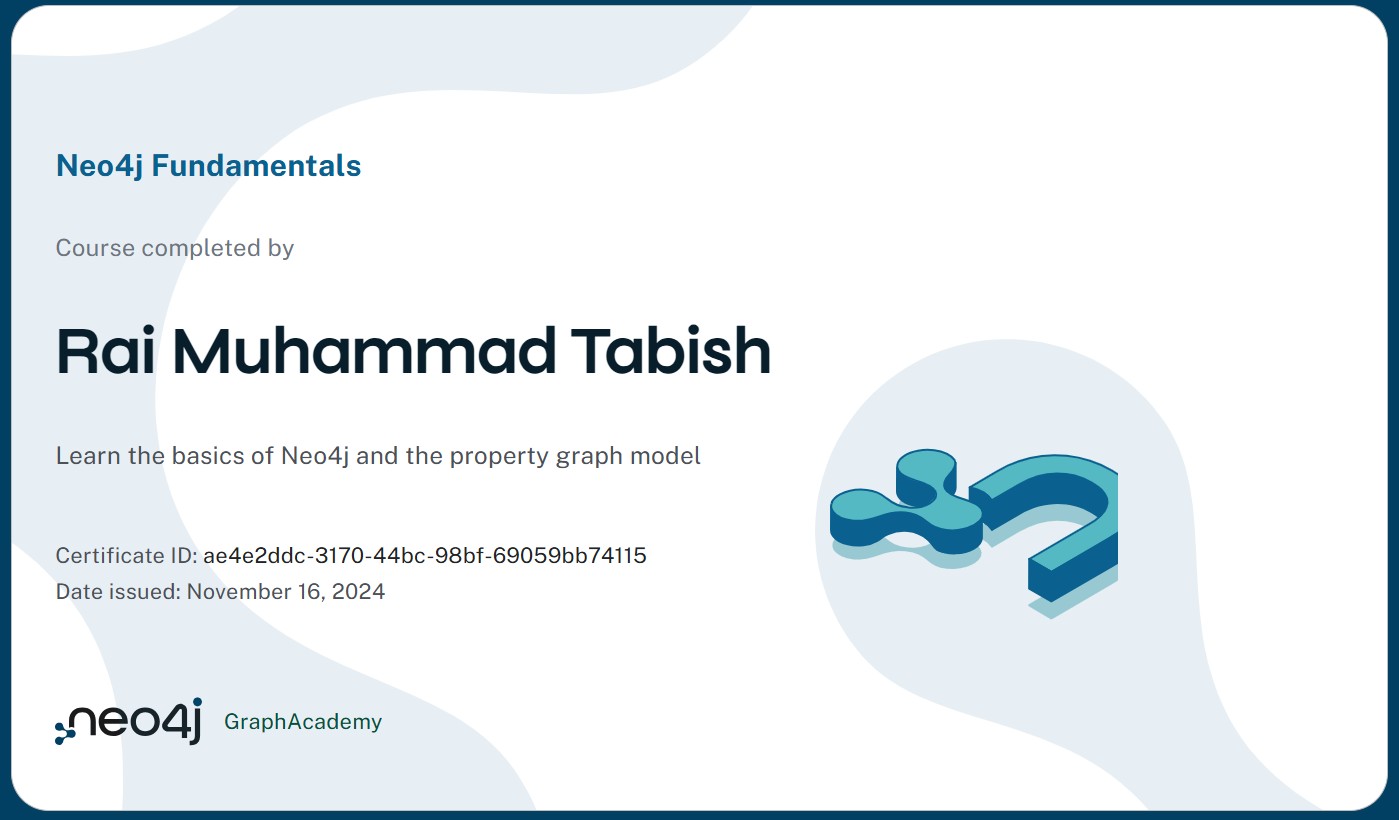 Neo4j Fundamentals
Course completed by
Rai Muhammad Tabish
Learn the basics of Neo4j and the property graph model
Certificate ID: ae4e2ddc-3170-44bc-98bf-69059bb74115
Date issued: November 16, 2024
neo4j GraphAcademy